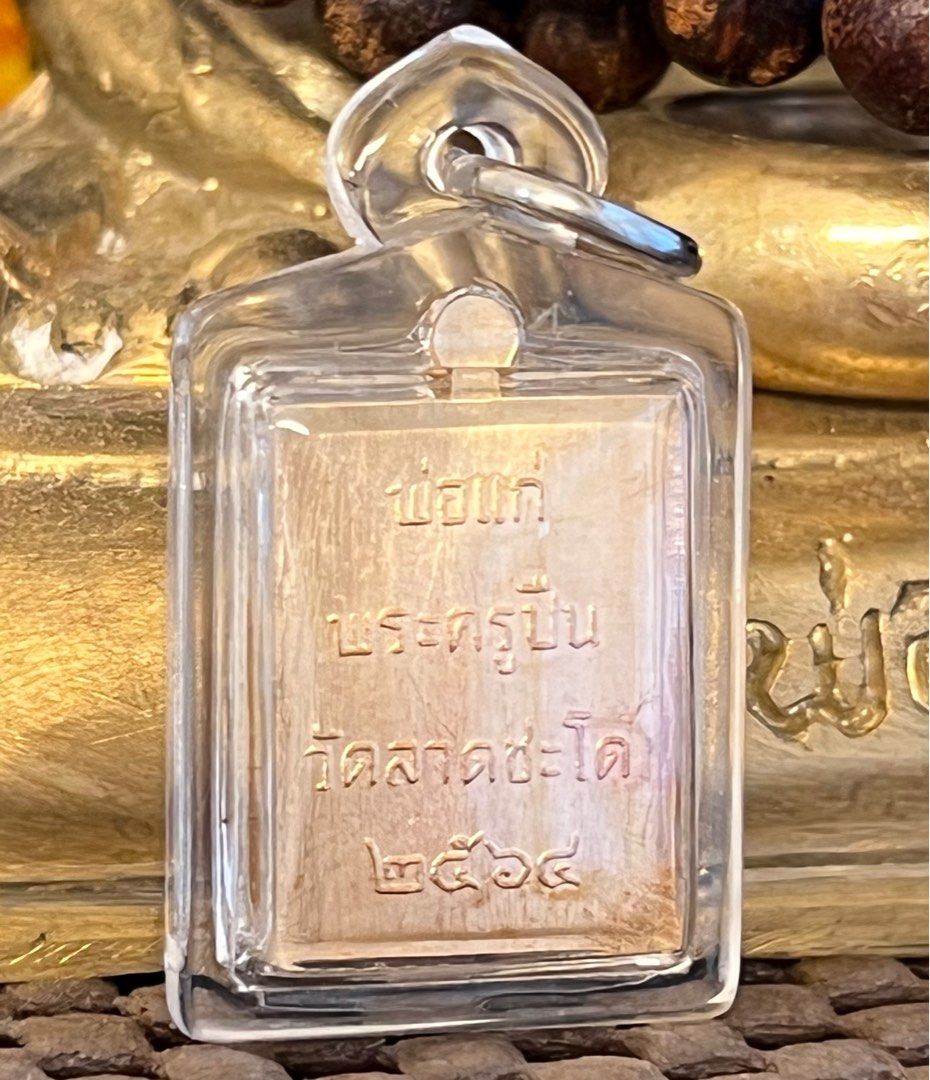 พ่อแก่
พระครูปืน
วัดลาดชะโด
๒๕๖๔